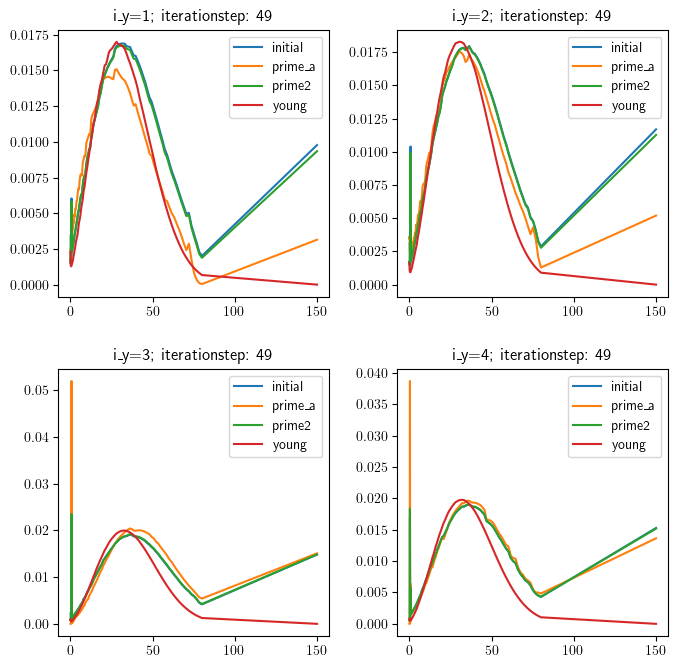 i_y=1; iterationstep: 49
0.0175
0.0150
0.0125
0.0100
0.0075
0.0050
0.0025
0.0000
0
50
100
150
initial
prime_a
prime2
young
i_y=2; iterationstep: 49
0.0175
0.0150
0.0125
0.0100
0.0075
0.0050
0.0025
0.0000
0
50
100
150
initial
prime_a
prime2
young
i_y=3; iterationstep: 49
0.05
0.04
0.03
0.02
0.01
0.00
0
50
100
150
initial
prime_a
prime2
young
i_y=4; iterationstep: 49
0.040
0.035
0.030
0.025
0.020
0.015
0.010
0.005
0.000
0
50
100
150
initial
prime_a
prime2
young